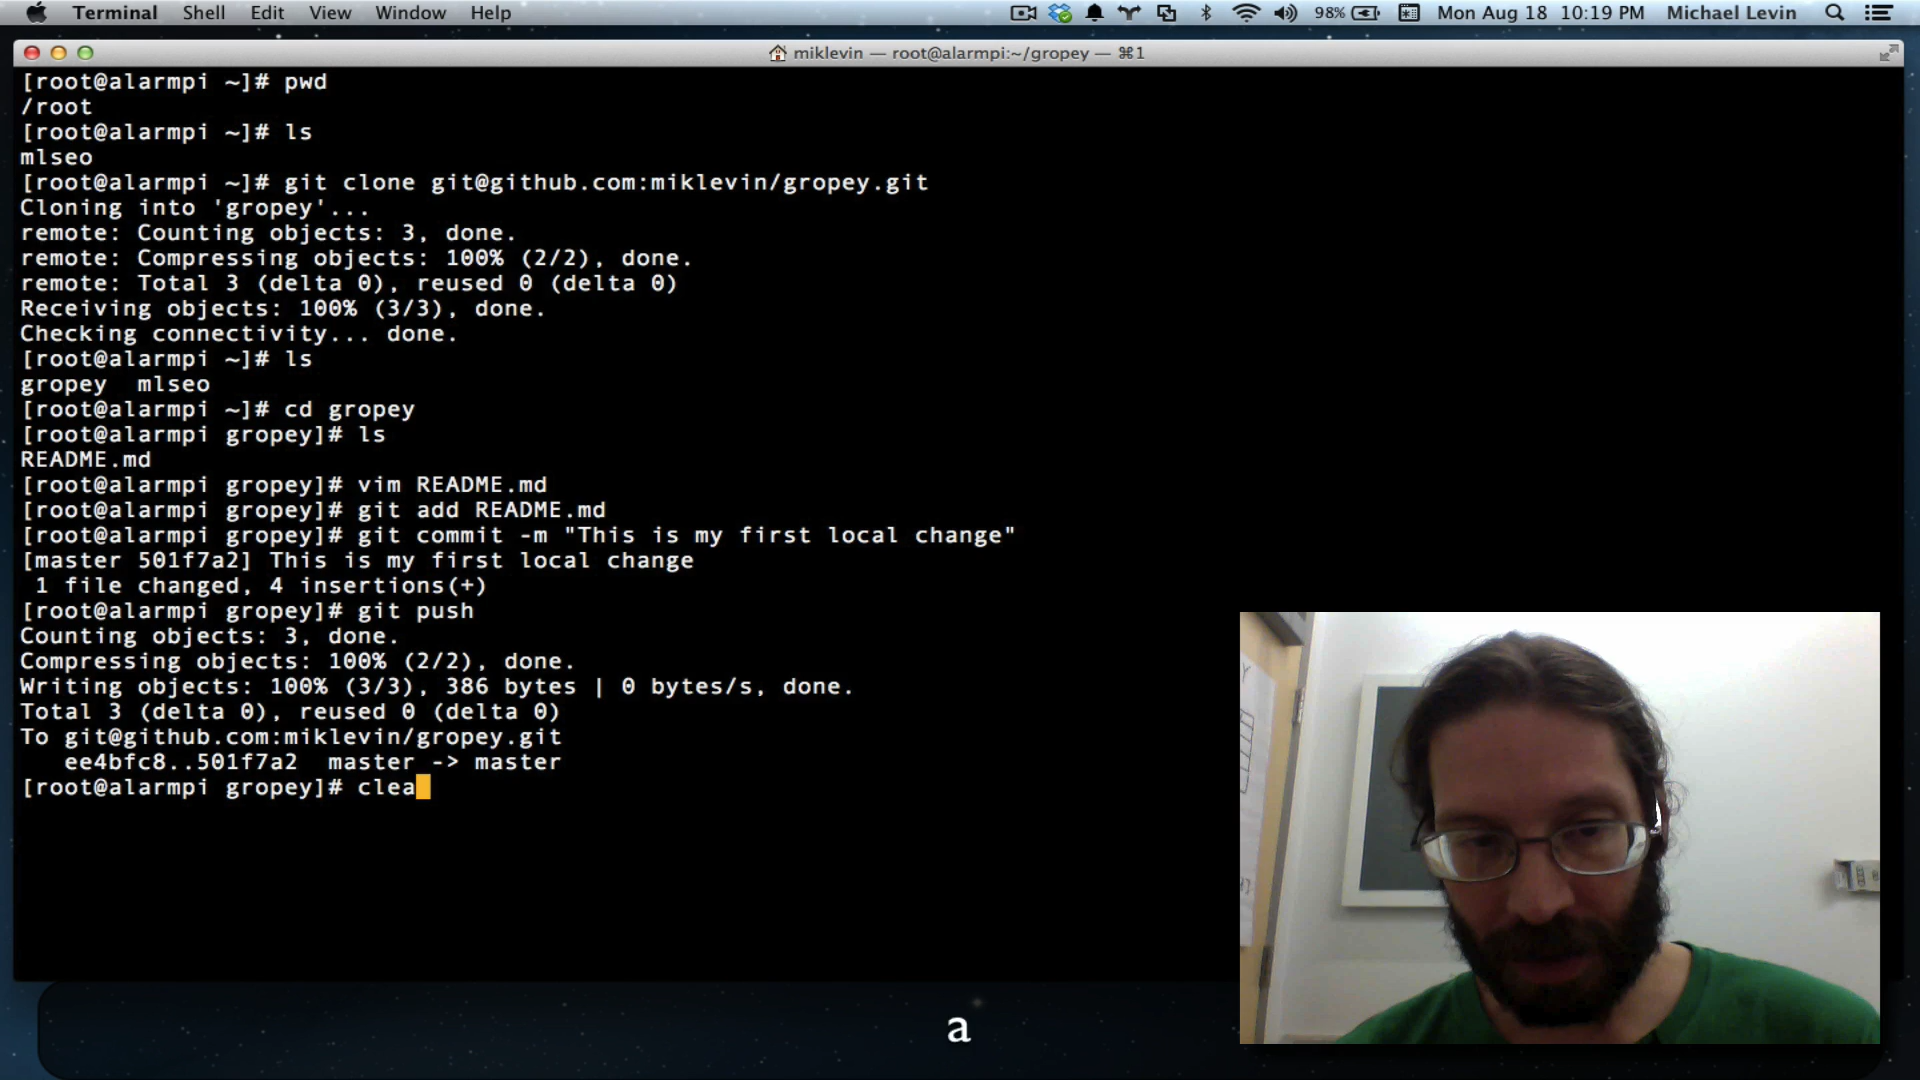 Terminal Shell Edit View Window Help 98% Mon Aug 18 10:19 PM Michael Levin
miklevin — root@alarmpi:~/gropey — ⌘1
[root@alarmpi ~]# pwd
/root
[root@alarmpi ~]# ls
mlseo
[root@alarmpi ~]# git clone git@github.com:miklevin/gropey.git
Cloning into 'gropey'...
remote: Counting objects: 3, done.
remote: Compressing objects: 100% (2/2), done.
remote: Total 3 (delta 0), reused 0 (delta 0)
Receiving objects: 100% (3/3), done.
Checking connectivity... done.
[root@alarmpi ~]# ls
gropey  mlseo
[root@alarmpi ~]# cd gropey
[root@alarmpi gropey]# ls
README.md
[root@alarmpi gropey]# vim README.md
[root@alarmpi gropey]# git add README.md
[root@alarmpi gropey]# git commit -m "This is my first local change"
[master 501f7a2] This is my first local change
 1 file changed, 4 insertions(+)
[root@alarmpi gropey]# git push
Counting objects: 3, done.
Compressing objects: 100% (2/2), done.
Writing objects: 100% (3/3), 386 bytes | 0 bytes/s, done.
Total 3 (delta 0), reused 0 (delta 0)
To git@github.com:miklevin/gropey.git
   ee4bfc8..501f7a2  master -> master
[root@alarmpi gropey]# clea
a